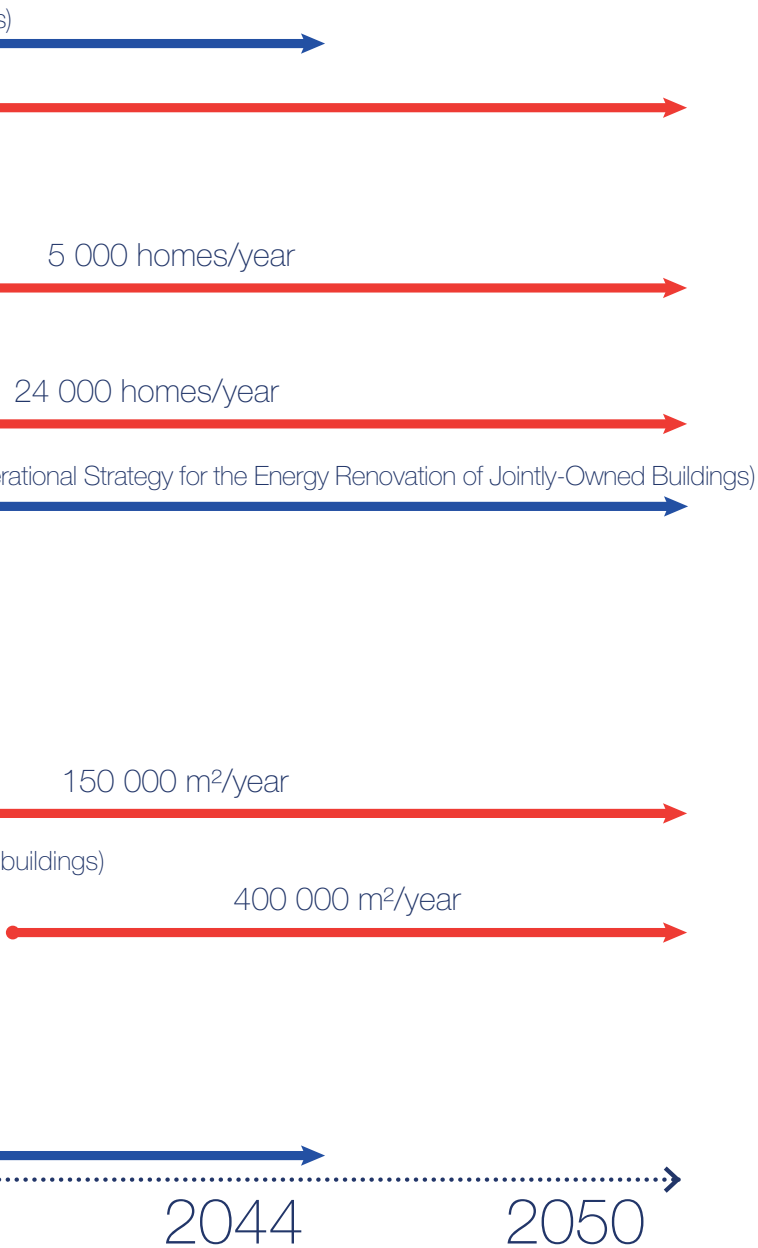 s)
5 000 homes/year
24 000 homes/year
erational Strategy for the Energy Renovation of Jointly-Owned Buildings)
150 000 m²/year
buildings)
400 000 m²/year
2044 2050